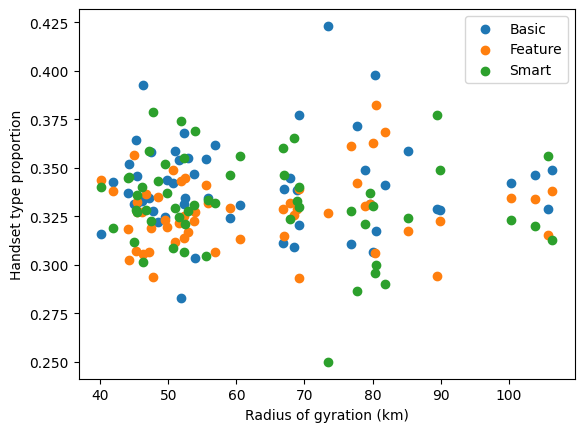 Basic
Feature
Smart
Handset type proportion
0.425
0.400
0.375
0.350
0.325
0.300
0.275
0.250
40 50 60 70 80 90 100
Radius of gyration (km)